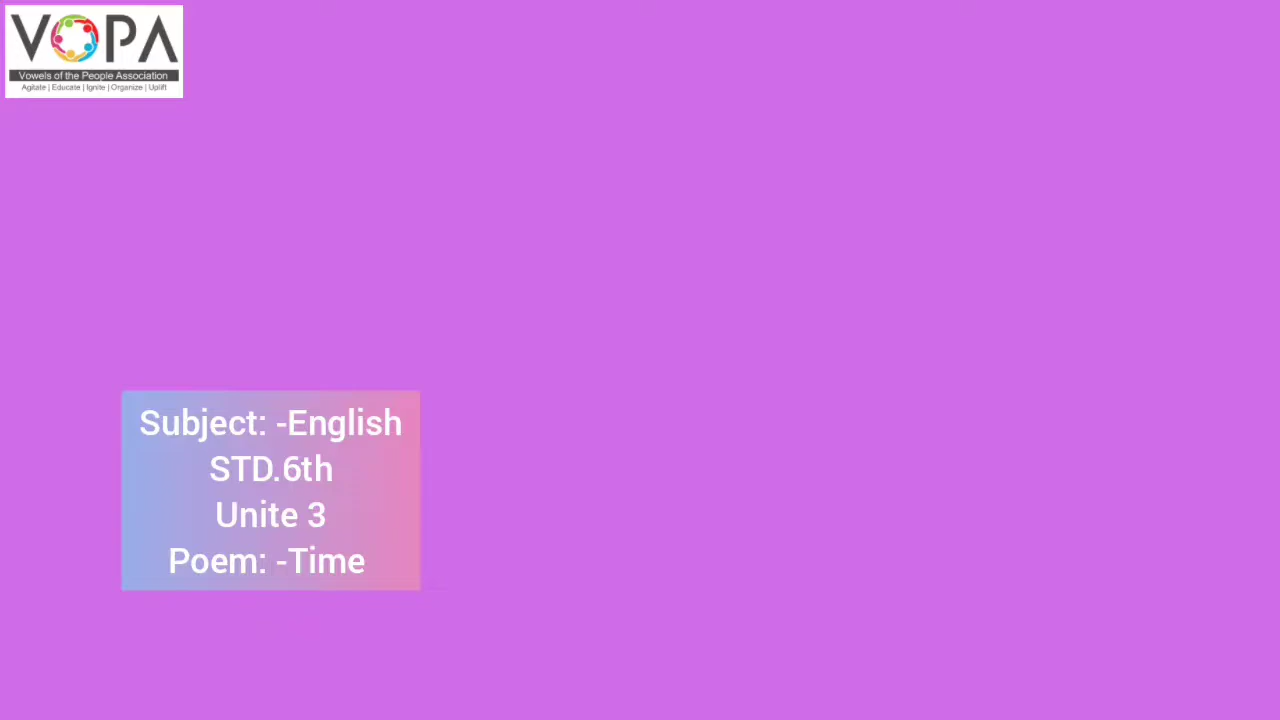 VOPA
Vowels of the People Association
Agitate | Educate | Ignite | Organize | Uplift
Subject: -English
STD.6th
Unite 3
Poem: -Time